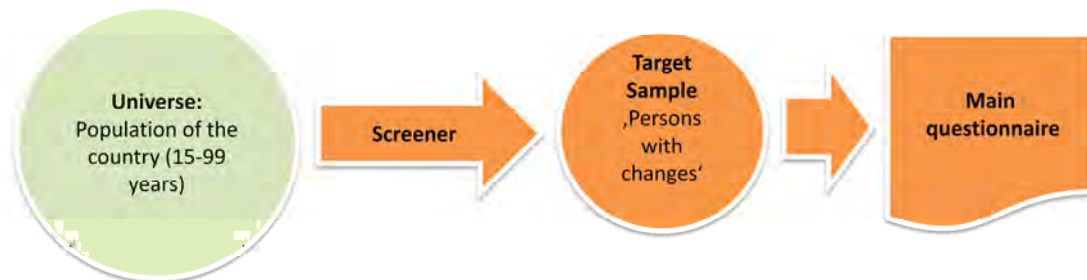 Universe:
Population of the
country (15-99
years)
Screener
Target
Sample
‚Persons
with
changes‘
Main
questionnaire